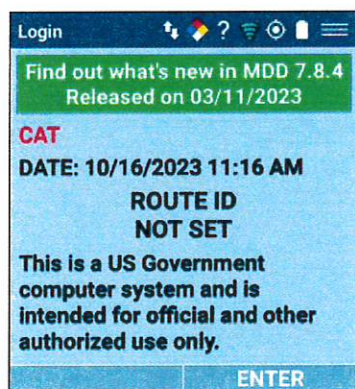 Login
?
Find out what's new in MDD 7.8.4
Released on 03/11/2023
CAT
DATE: 10/16/2023 11:16 AM
ROUTE ID
NOT SET
This is a US Government
computer system and is
intended for official and other
authorized use only.
ENTER